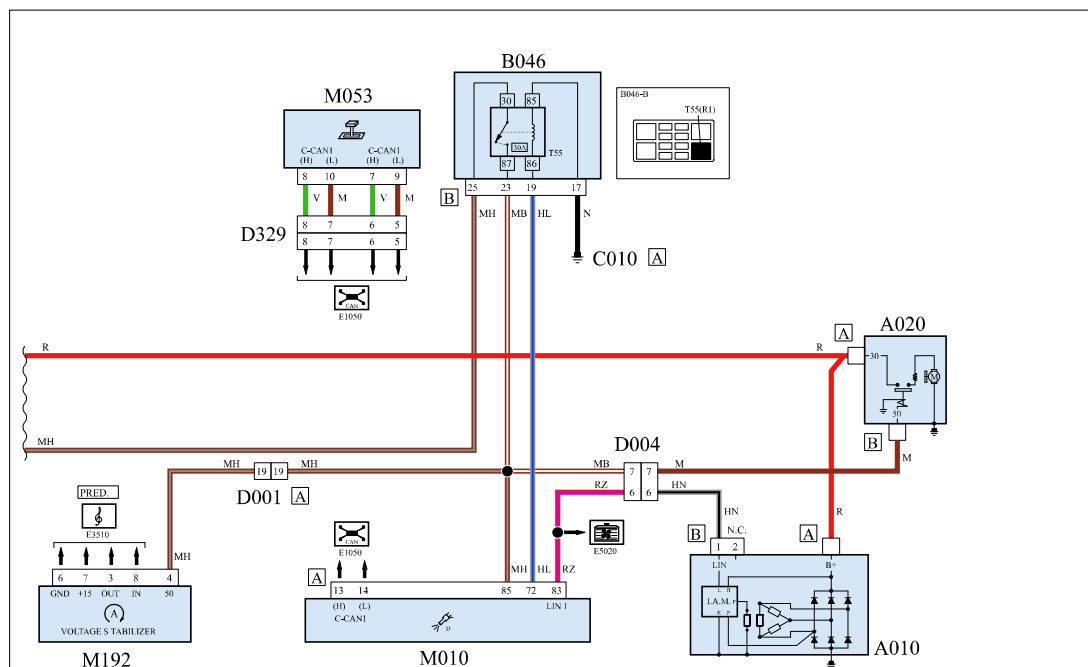 B046
M053
30 85
B046-B
T55(R1)
30A
T55
87 86
C-CAN1 C-CAN1
(H) (L) (H) (L)
8 10 7 9
B
25 23 19 17
V M V M
MH MB HL N
D329
8 7 6 5
8 7 6 5
C010 A
CAN
E1050
A020
A
R R
30
M
50
B
MH
D004
M
MH MH MB M
19 19
7 7
D001 A
RZ HN
6 6
PRED.
E3510
CAN
E1050
E5020
HN
R
B N.C. A
1 2
MH
MH HL RZ
6 7 3 8 4
A
13 14 85 72 83
LIN B+
GND +15 OUT IN 50
(H) (L) LIN 1
C-CAN1
L B
I.A.M. F
E P
A
VOLTAGE S TABILIZER
D
M192
M010
A010